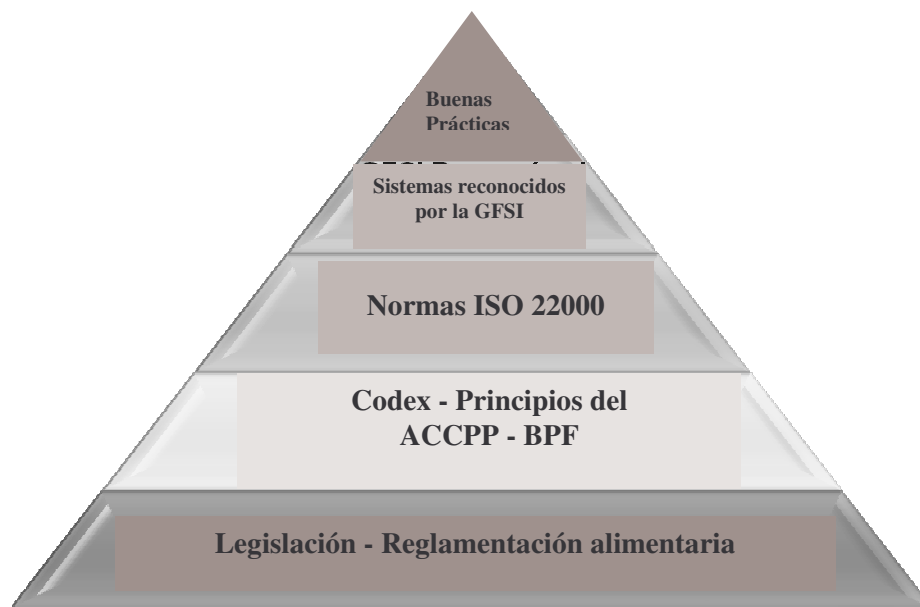 Buenas
Prácticas
Sistemas reconocidos
por la GFSI
Normas ISO 22000
Codex - Principios del
ACCPP - BPF
Legislación - Reglamentación alimentaria